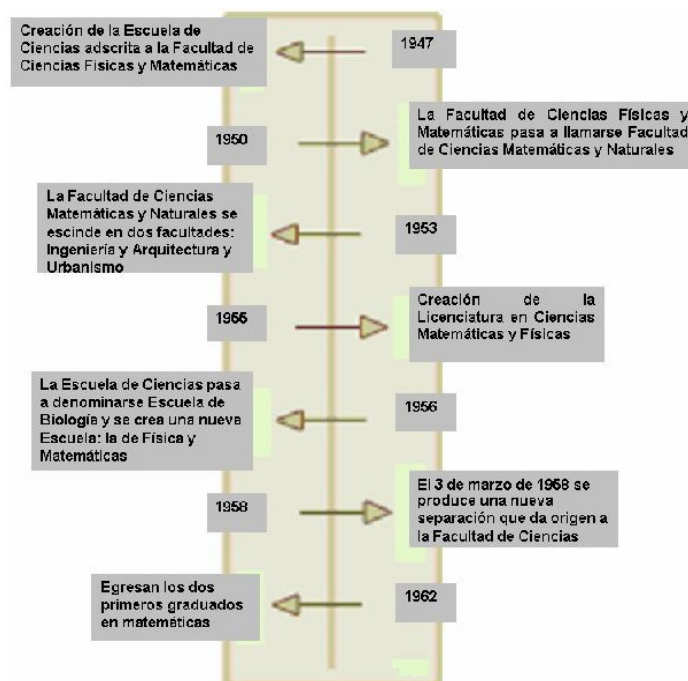 Creación de la Escuela de
Ciencias adscrita a la Facultad de
Ciencias Físicas y Matemáticas
1947
1950
La Facultad de Ciencias Físicas y
Matemáticas pasa a llamarse Facultad
de Ciencias Matemáticas y Naturales
La Facultad de Ciencias
Matemáticas y Naturales se
escinde en dos facultades:
Ingeniería y Arquitectura y
Urbanismo
1953
1955
Creación de la
Licenciatura en Ciencias
Matemáticas y Físicas
La Escuela de Ciencias pasa
a denominarse Escuela de
Biología y se crea una nueva
Escuela: la de Física y
Matemáticas
1956
1958
El 3 de marzo de 1958 se
produce una nueva
separación que da origen a
la Facultad de Ciencias
Egresan los dos
primeros graduados
en matemáticas
1962